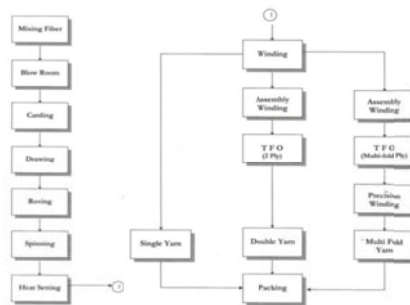 Mixing Fiber
Blow Room
Carding
Drawing
Roving
Spinning
Heat Setting
1
1
Winding
Assembly
Winding
T F O
(2 Ply)
Assembly
Winding
T F O
(Multi-fold Ply)
Precision
Winding
Single Yarn
Double Yarn
Multi Fold
Yarn
Packing